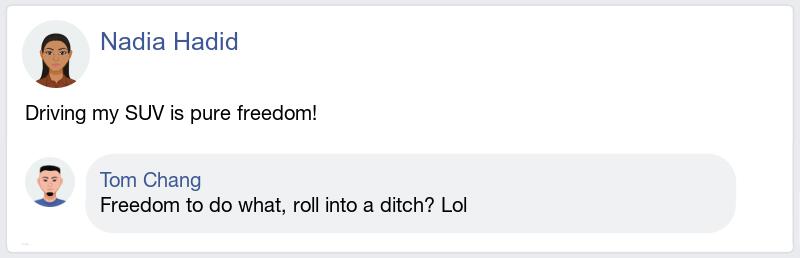 Nadia Hadid
Driving my SUV is pure freedom!
Tom Chang
Freedom to do what, roll into a ditch? Lol